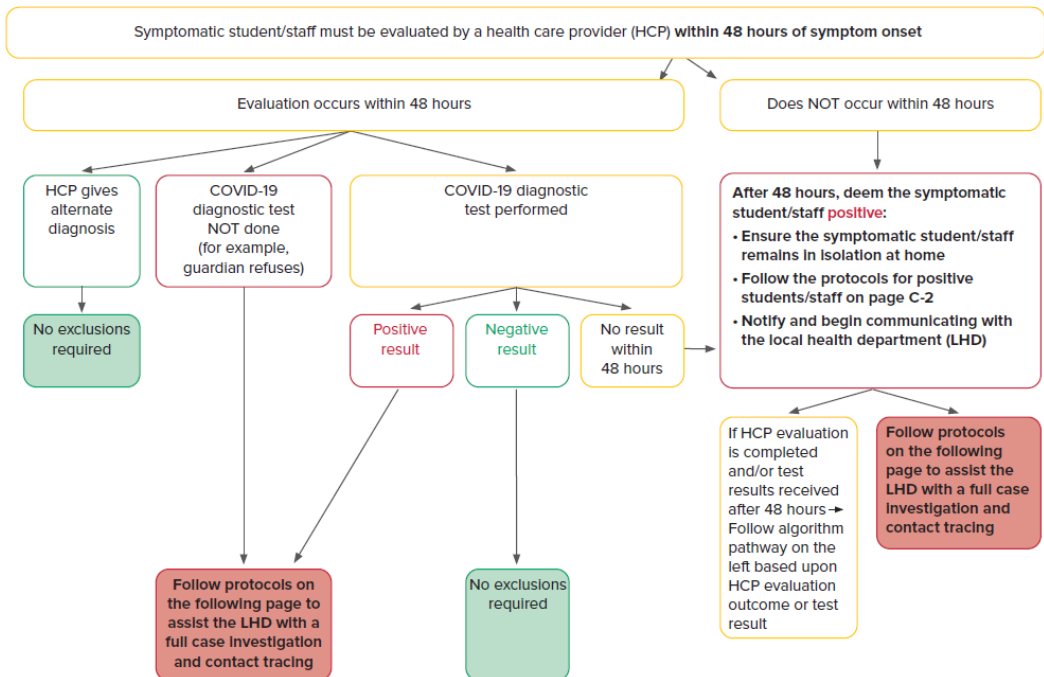 Symptomatic student/staff must be evaluated by a health care provider (HCP) within 48 hours of symptom onset
Evaluation occurs within 48 hours
Does NOT occur within 48 hours
HCP gives
alternate
diagnosis
COVID-19
diagnostic test
NOT done
(for example,
guardian refuses)
COVID-19 diagnostic
test performed
After 48 hours, deem the symptomatic
student/staff positive:
• Ensure the symptomatic student/staff
remains in isolation at home
• Follow the protocols for positive
students/staff on page C-2
• Notify and begin communicating with
the local health department (LHD)
No exclusions
required
Positive
result
Negative
result
No result
within
48 hours
If HCP evaluation
is completed
and/or test
results received
after 48 hours →
Follow algorithm
pathway on the
left based upon
HCP evaluation
outcome or test
result
Follow protocols
on the following
page to assist the
LHD with a full case
investigation and
contact tracing
Follow protocols on
the following page to
assist the LHD with a
full case investigation
and contact tracing
No exclusions
required